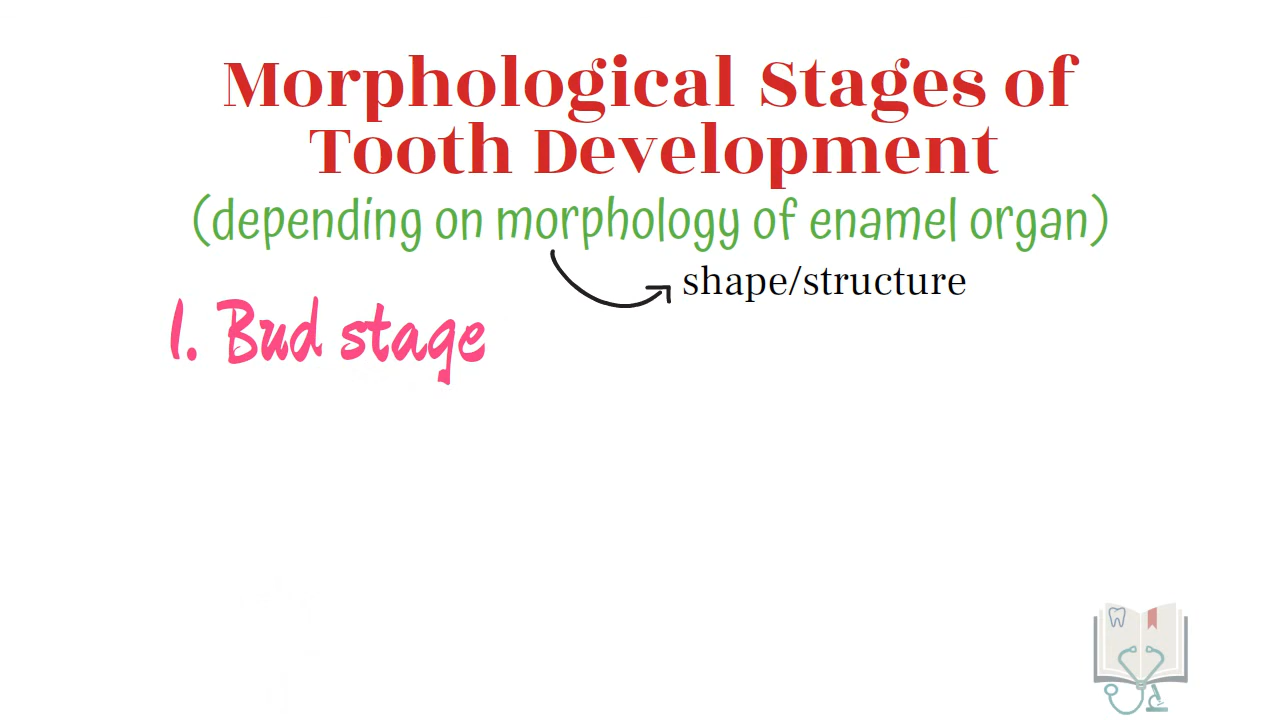 Morphological Stages of
Tooth Development
(depending on morphology of enamel organ)
shape/structure
1. Bud stage